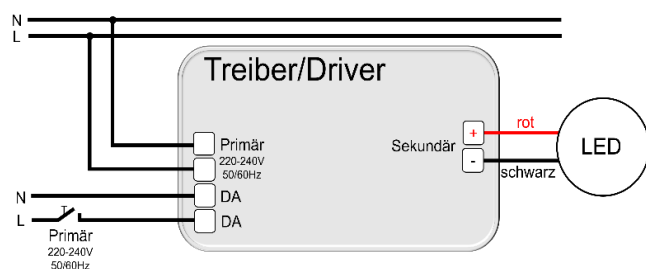 N
L
Treiber/Driver
Primär
220-240V
50/60Hz
DA
DA
Sekundär
+
-
rot
schwarz
LED
N
L
T
Primär
220-240V
50/60Hz